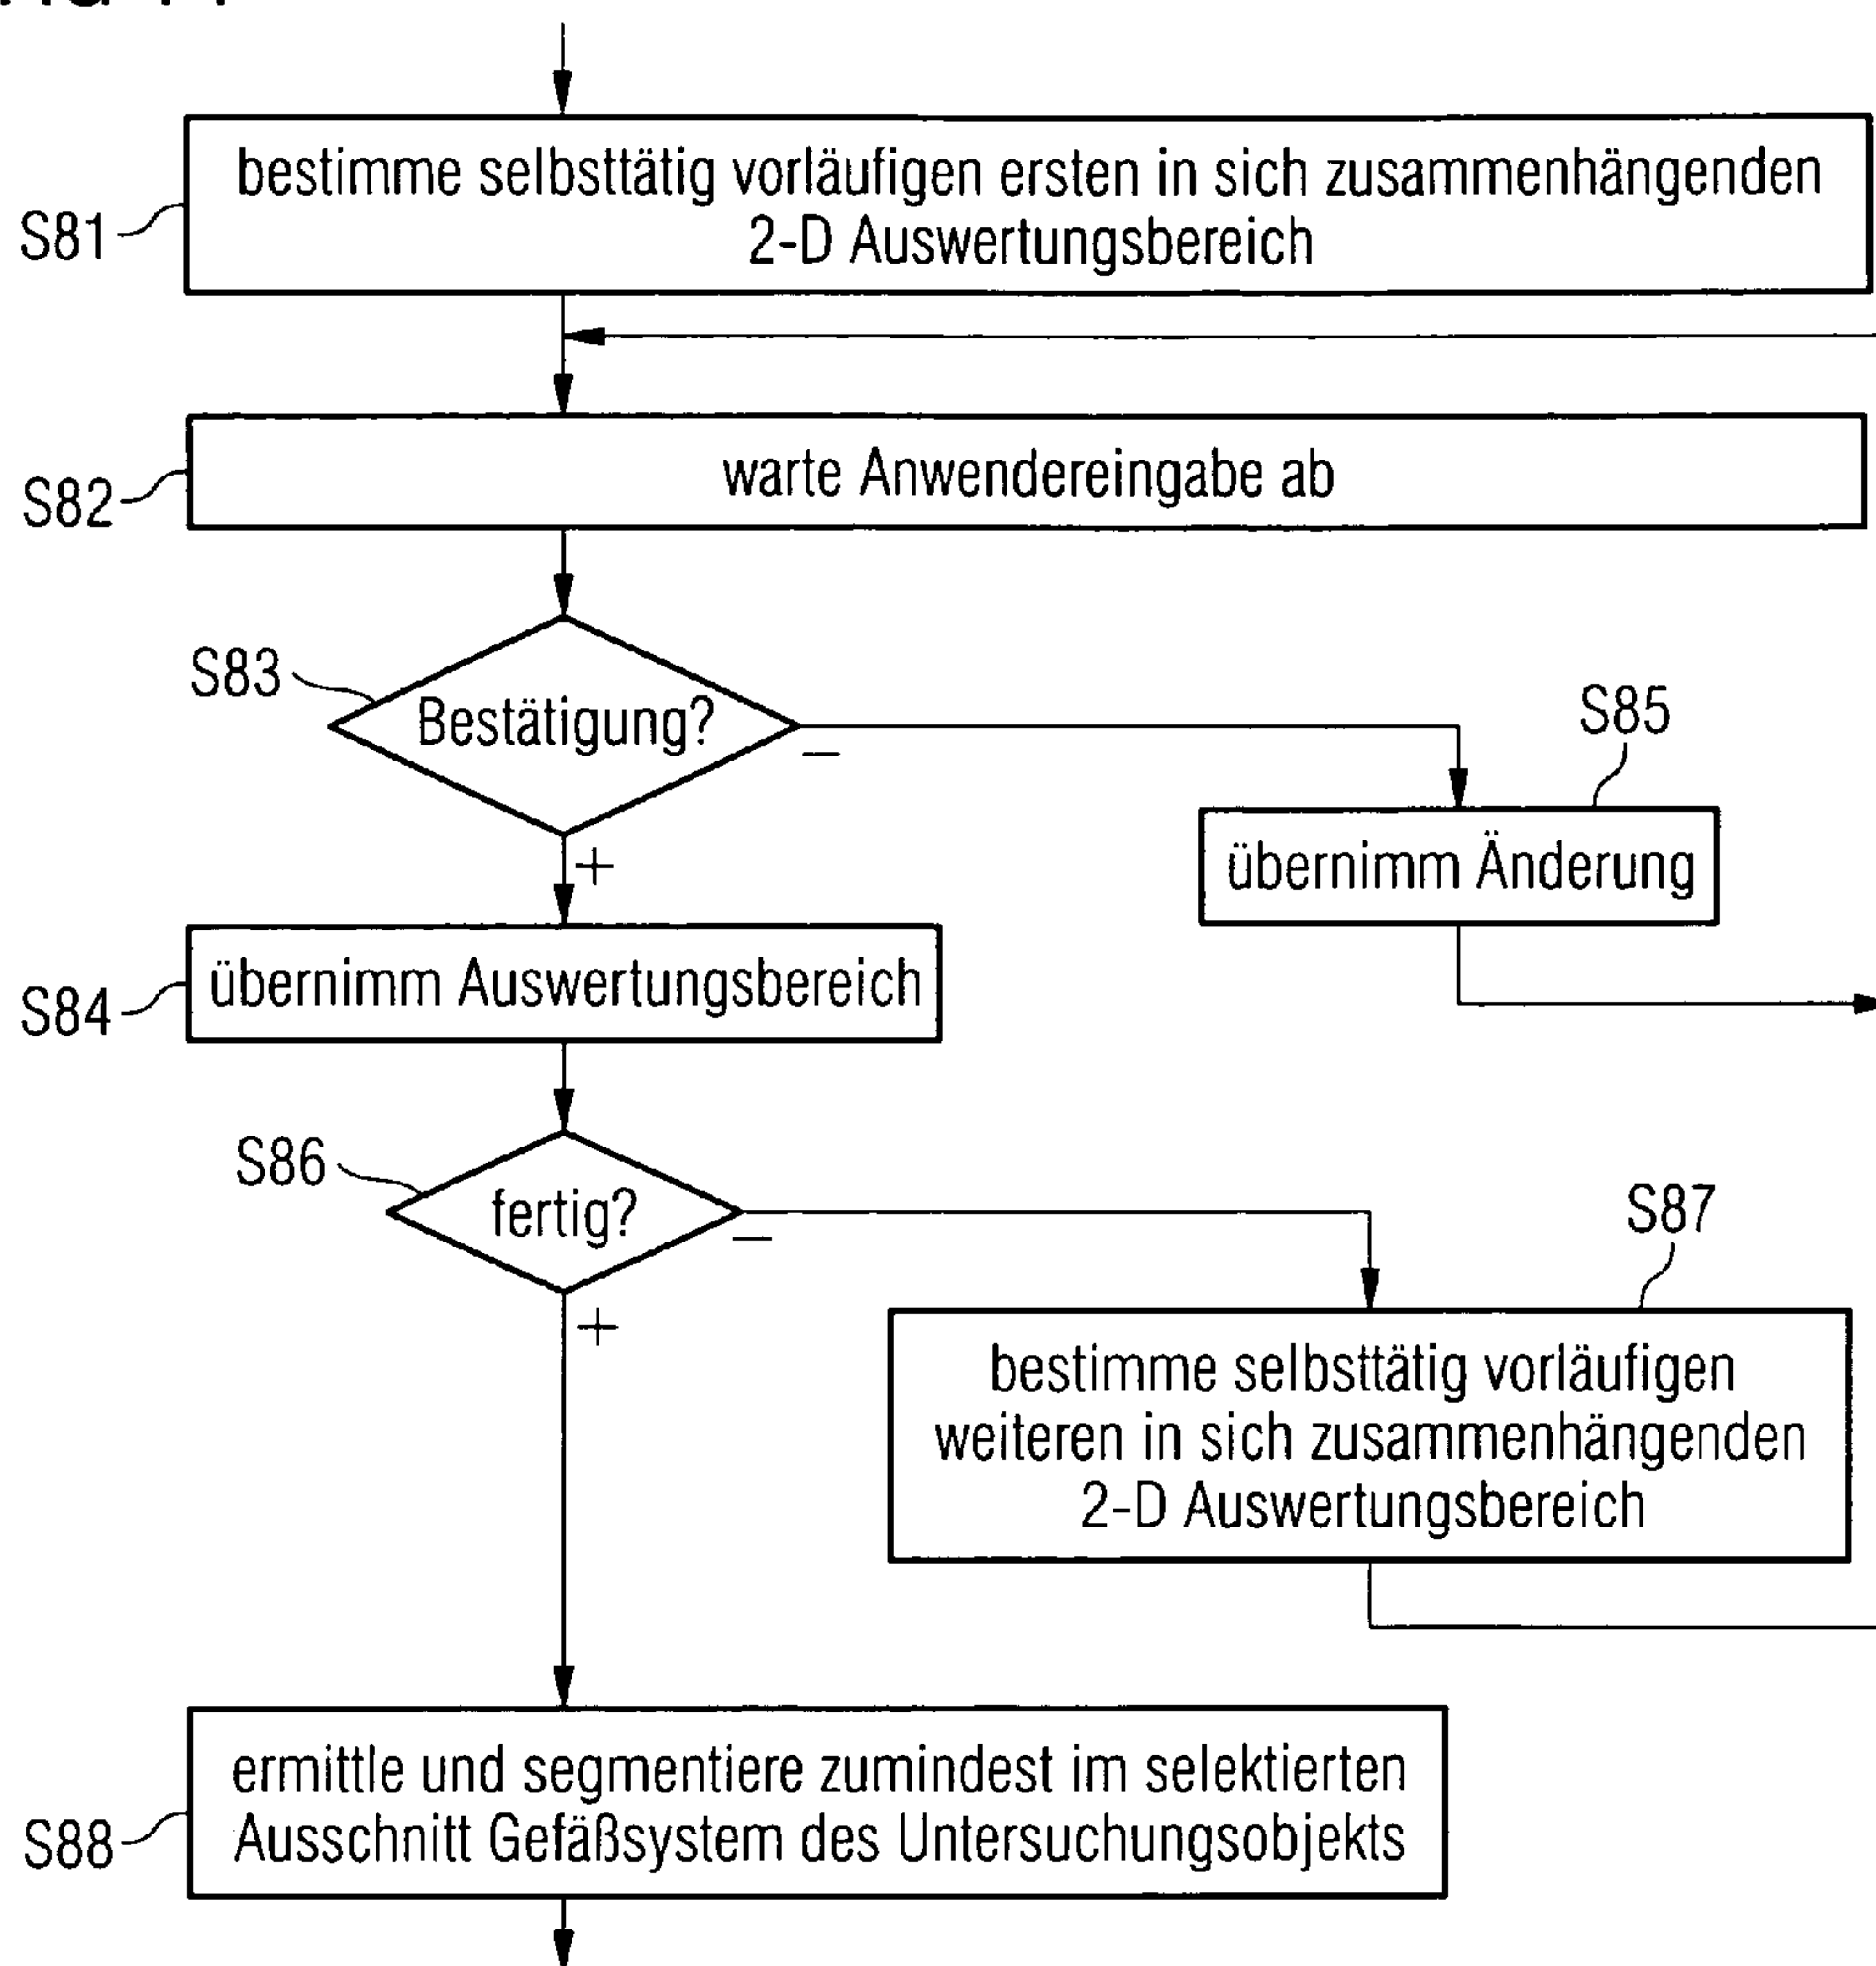 bestimme selbsttätig vorläufigen ersten in sich zusammenhängenden
2-D Auswertungsbereich
S81
warte Anwendereingabe ab
S82
S83
Bestätigung?
–
S85
+
übernimm Änderung
übernimm Auswertungsbereich
S84
S86
fertig?
–
S87
+
bestimme selbsttätig vorläufigen
weiteren in sich zusammenhängenden
2-D Auswertungsbereich
ermittle und segmentiere zumindest im selektierten
Ausschnitt Gefäßsystem des Untersuchungsobjekts
S88